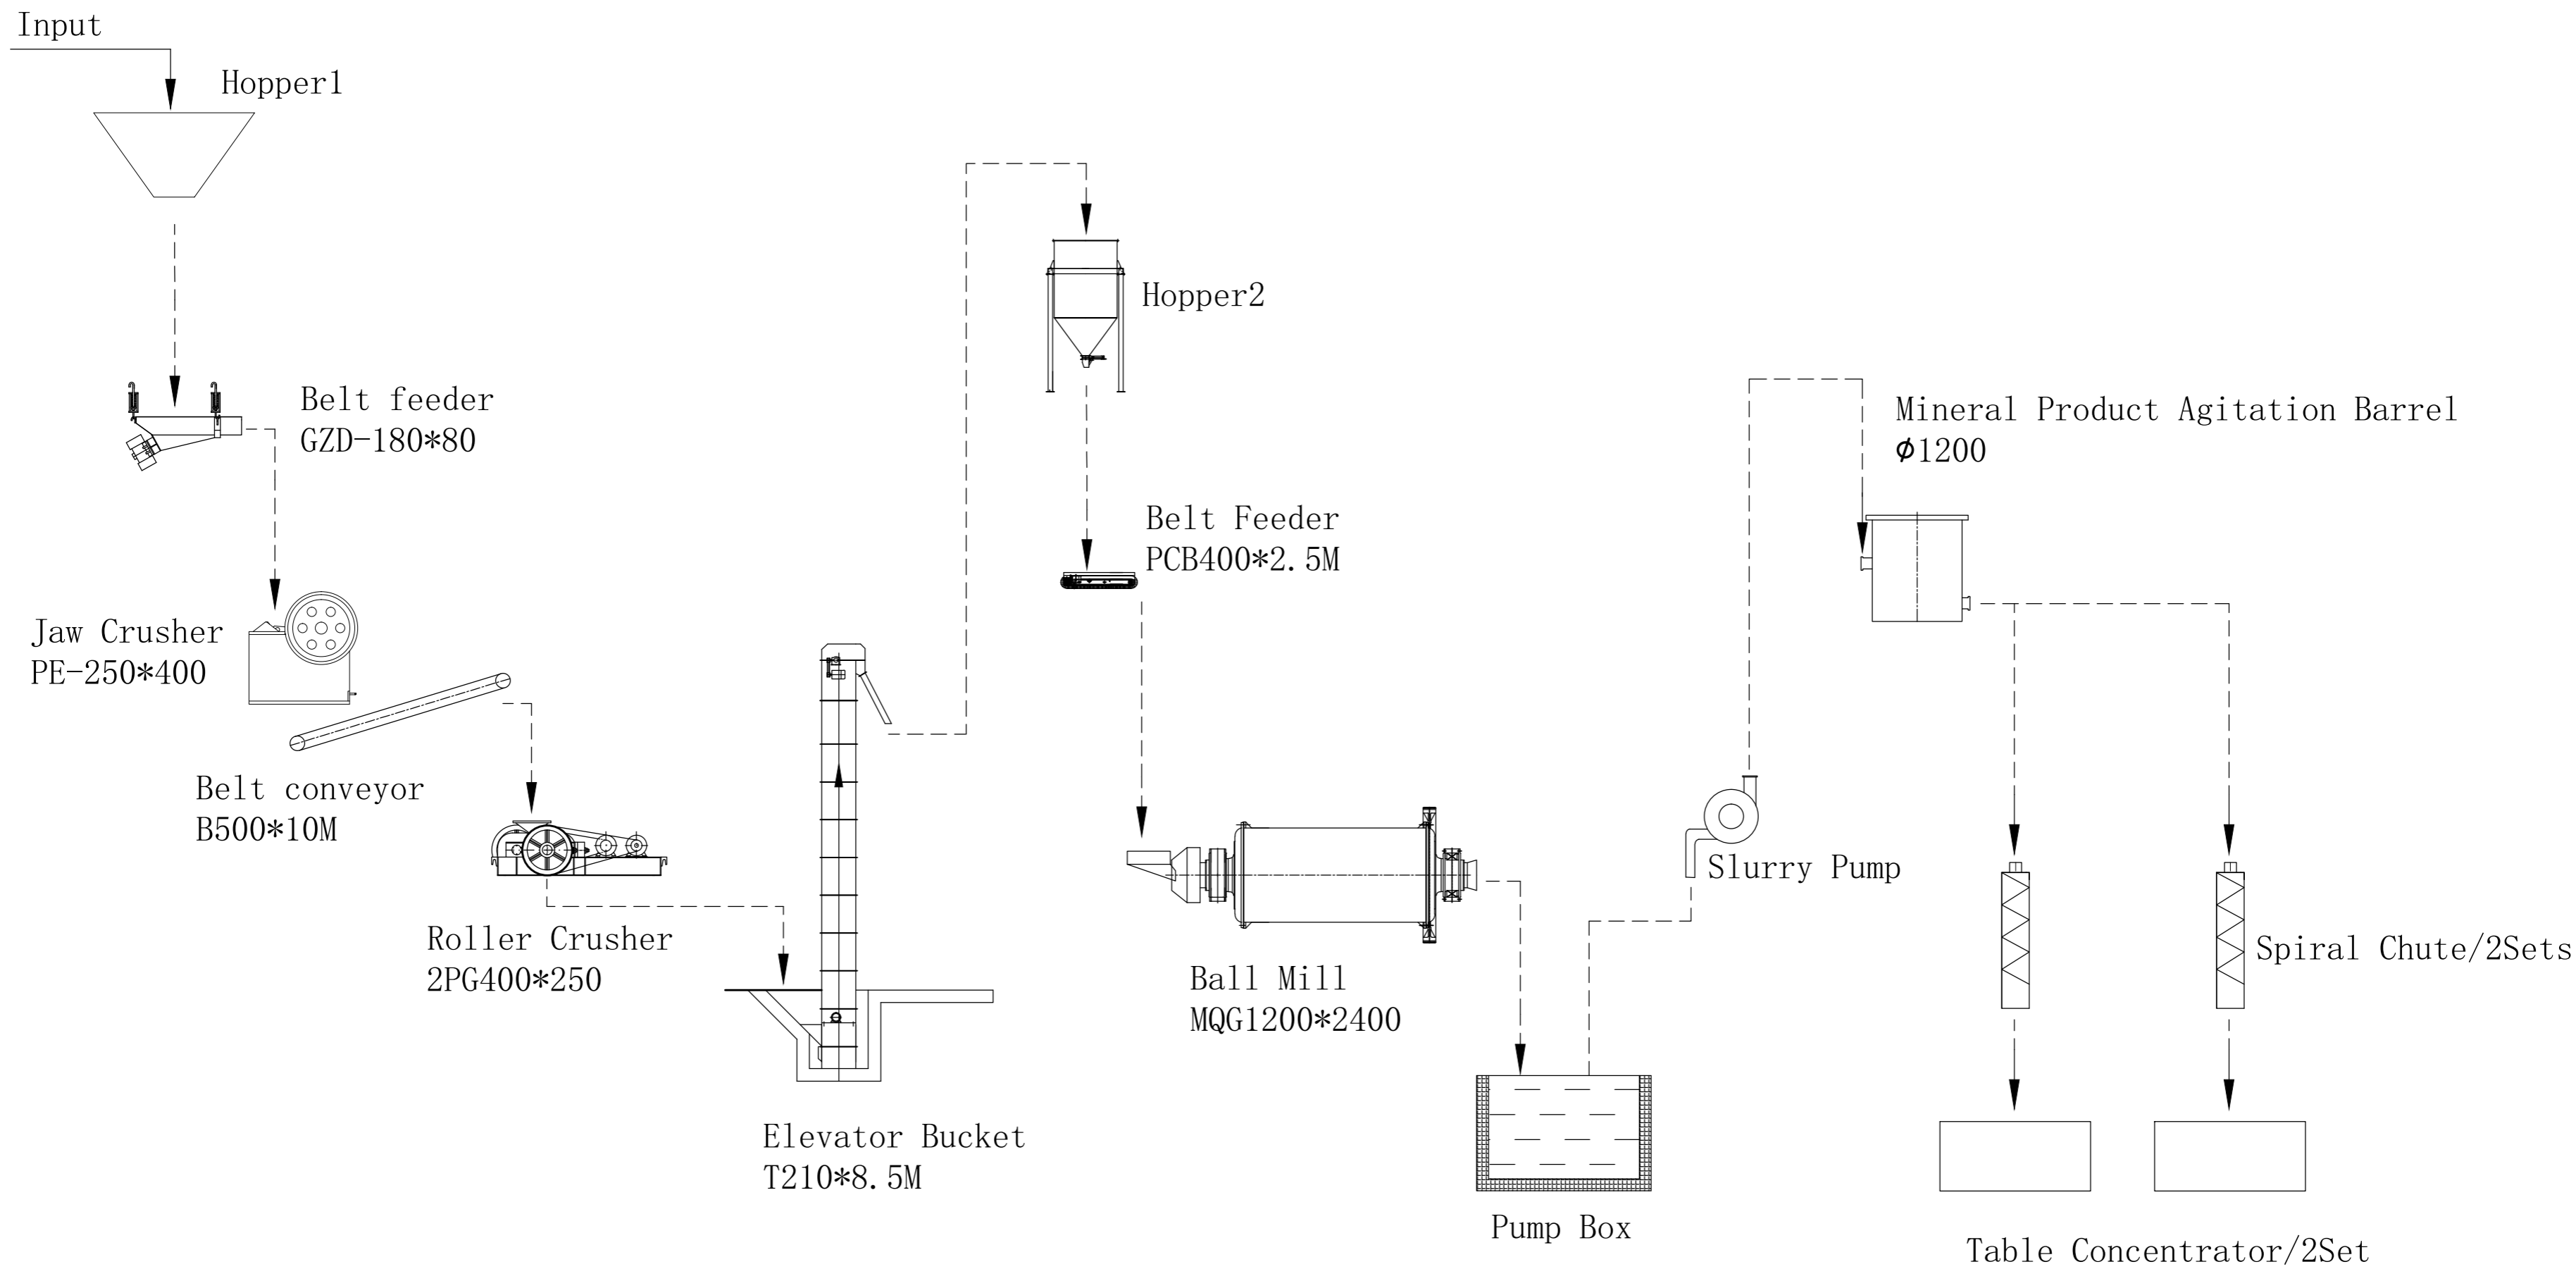 Input
Hopper1
Belt feeder
GZD-180*80
Jaw Crusher
PE-250*400
Belt conveyor
B500*10M
Roller Crusher
2PG400*250
Elevator Bucket
T210*8.5M
Hopper2
Belt Feeder
PCB400*2.5M
Ball Mill
MQG1200*2400
Pump Box
Slurry Pump
Mineral Product Agitation Barrel
ϕ1200
Spiral Chute/2Sets
Table Concentrator/2Set